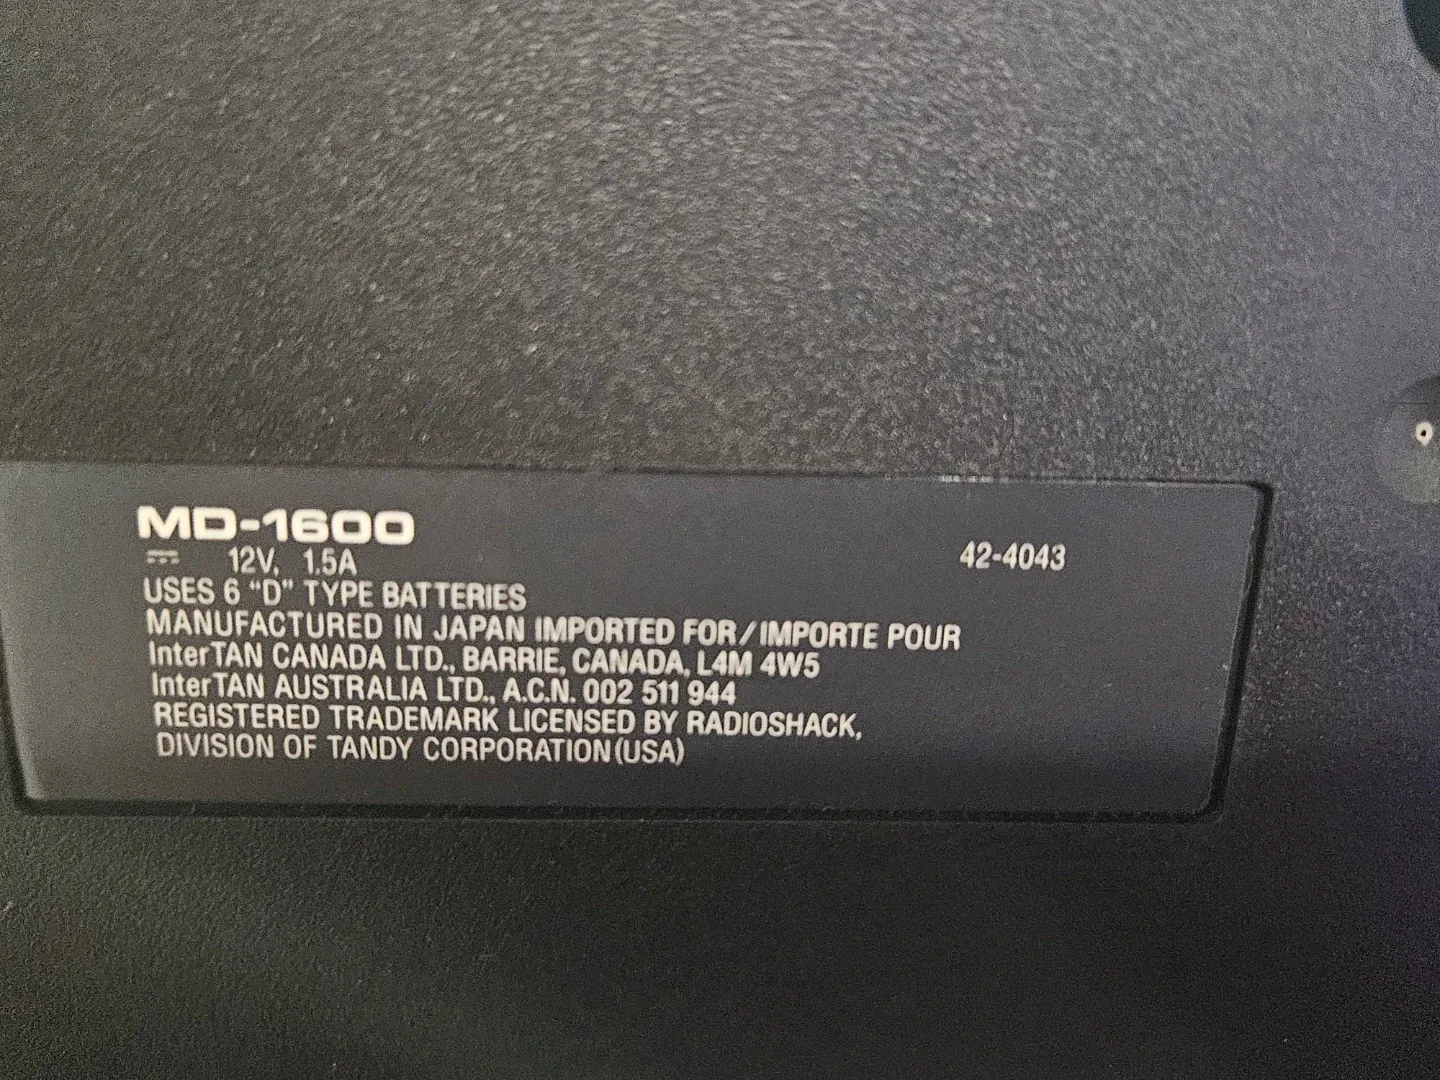 MD-1600
⎓ 12V, 1.5A 42-4043
USES 6 "D" TYPE BATTERIES
MANUFACTURED IN JAPAN IMPORTED FOR/IMPORTE POUR
InterTAN CANADA LTD., BARRIE, CANADA, L4M 4W5
InterTAN AUSTRALIA LTD., A.C.N. 002 511 944
REGISTERED TRADEMARK LICENSED BY RADIOSHACK,
DIVISION OF TANDY CORPORATION(USA)